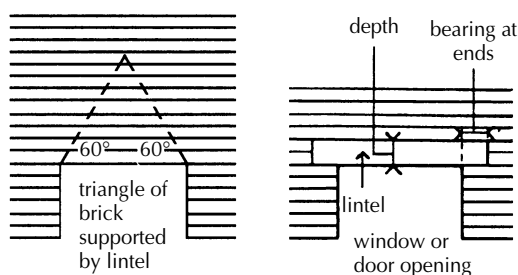 60° 60°
triangle of
brick
supported
by lintel
depth
bearing at
ends
lintel
window or
door opening